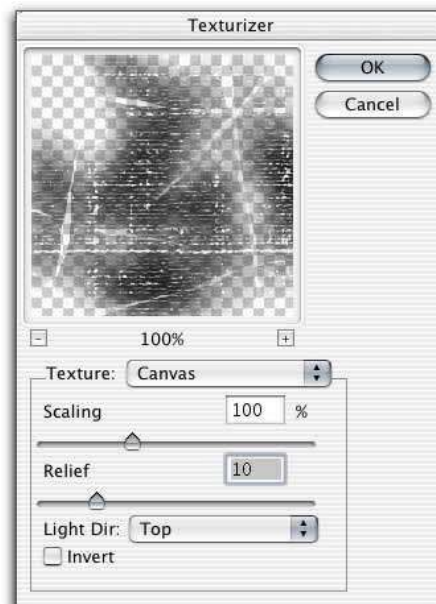 Texturizer
OK
Cancel
- 100% +
Texture: Canvas
Scaling 100 %
Relief 10
Light Dir: Top
Invert